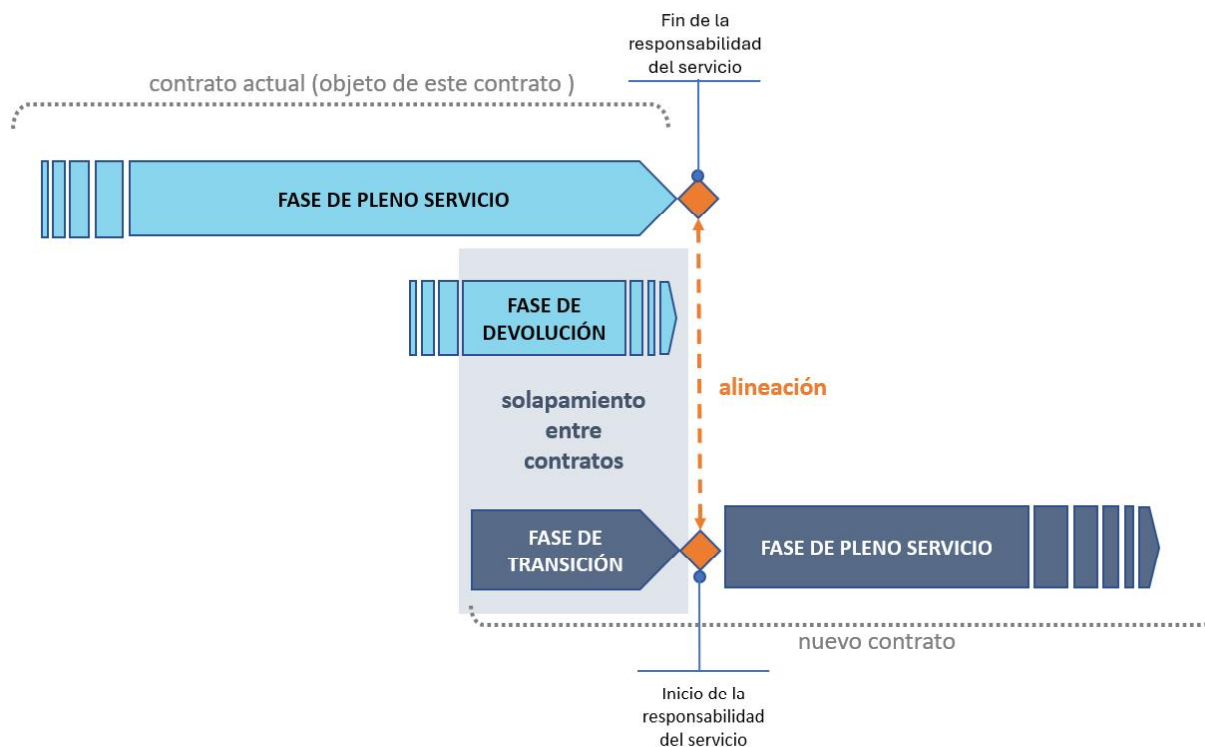 Fin de la
responsabilidad
del servicio
contrato actual (objeto de este contrato )
FASE DE PLENO SERVICIO
FASE DE
DEVOLUCIÓN
solapamiento
entre
contratos
alineación
FASE DE
TRANSICIÓN
FASE DE PLENO SERVICIO
nuevo contrato
Inicio de la
responsabilidad
del servicio